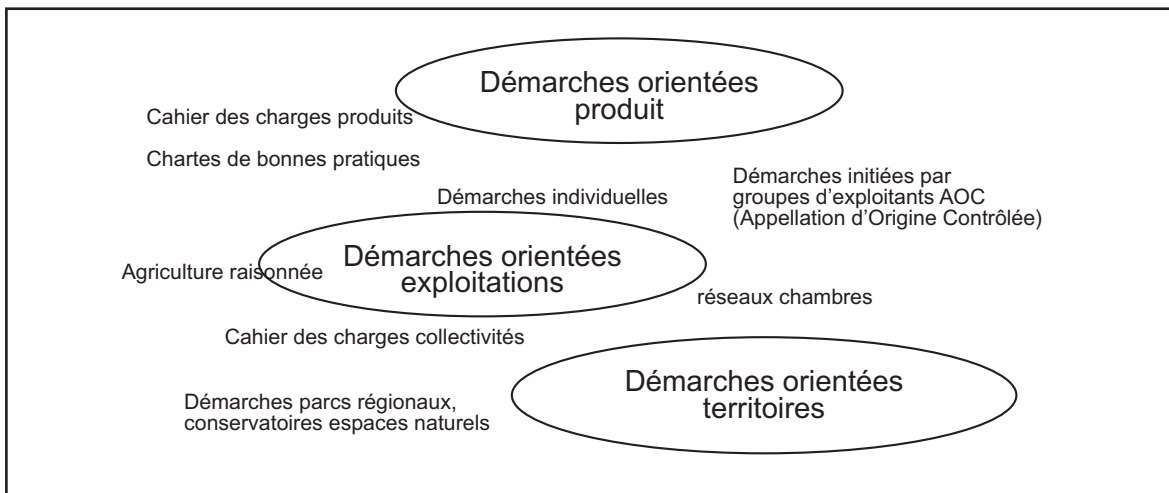 Démarches orientées
produit
Cahier des charges produits
Chartes de bonnes pratiques
Démarches individuelles
Démarches initiées par
groupes d'exploitants AOC
(Appellation d'Origine Contrôlée)
Agriculture raisonnée
Démarches orientées
exploitations
réseaux chambres
Cahier des charges collectivités
Démarches orientées
territoires
Démarches parcs régionaux,
conservatoires espaces naturels